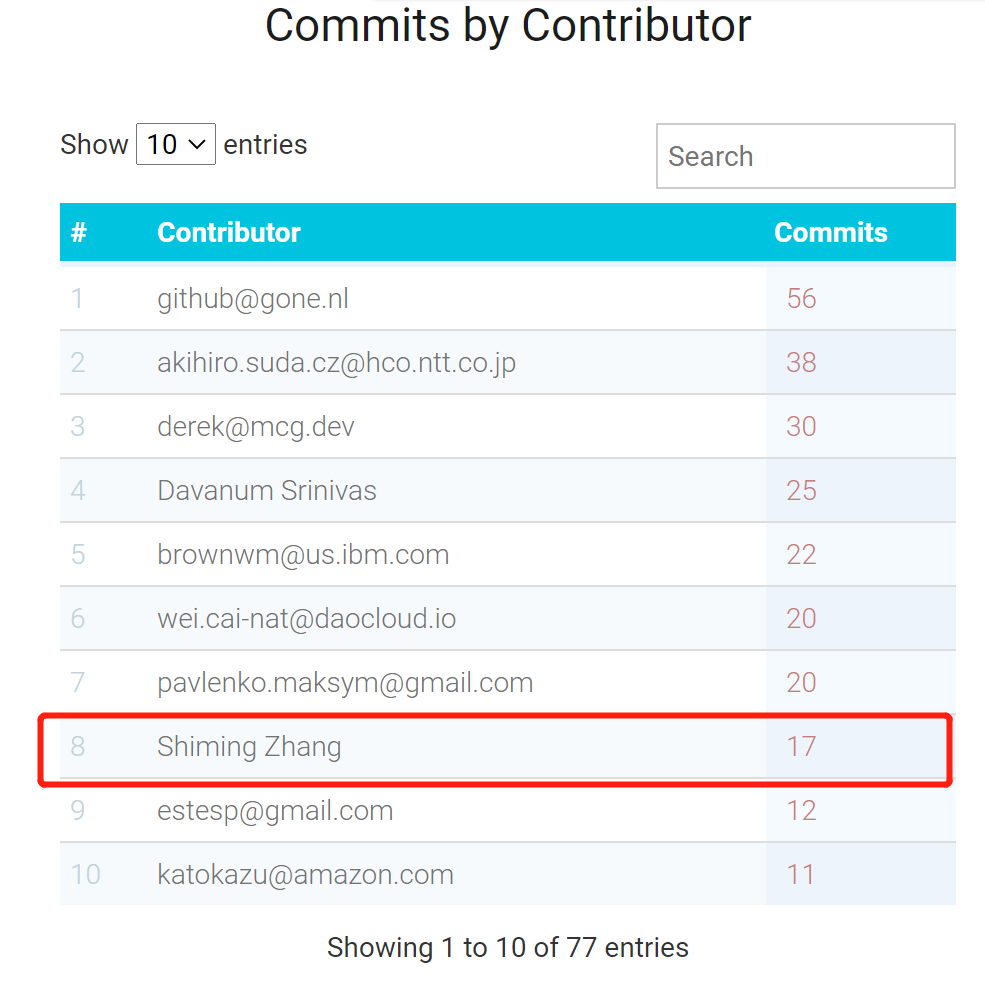 Commits by Contributor
Show 10 entries
Search
# Contributor Commits
1 github@gone.nl 56
2 akihiro.suda.cz@hco.ntt.co.jp 38
3 derek@mcg.dev 30
4 Davanum Srinivas 25
5 brownwm@us.ibm.com 22
6 wei.cai-nat@daocloud.io 20
7 pavlenko.maksym@gmail.com 20
8 Shiming Zhang 17
9 estesp@gmail.com 12
10 katokazu@amazon.com 11
Showing 1 to 10 of 77 entries